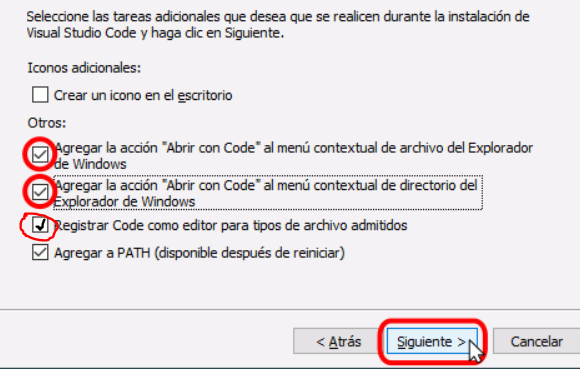 Seleccione las tareas adicionales que desea que se realicen durante la instalación de
Visual Studio Code y haga clic en Siguiente.
Iconos adicionales:
Crear un icono en el escritorio
Otros:
Agregar la acción "Abrir con Code" al menú contextual de archivo del Explorador
de Windows
Agregar la acción "Abrir con Code" al menú contextual de directorio del
Explorador de Windows
Registrar Code como editor para tipos de archivo admitidos
Agregar a PATH (disponible después de reiniciar)
< Atrás Siguiente > Cancelar